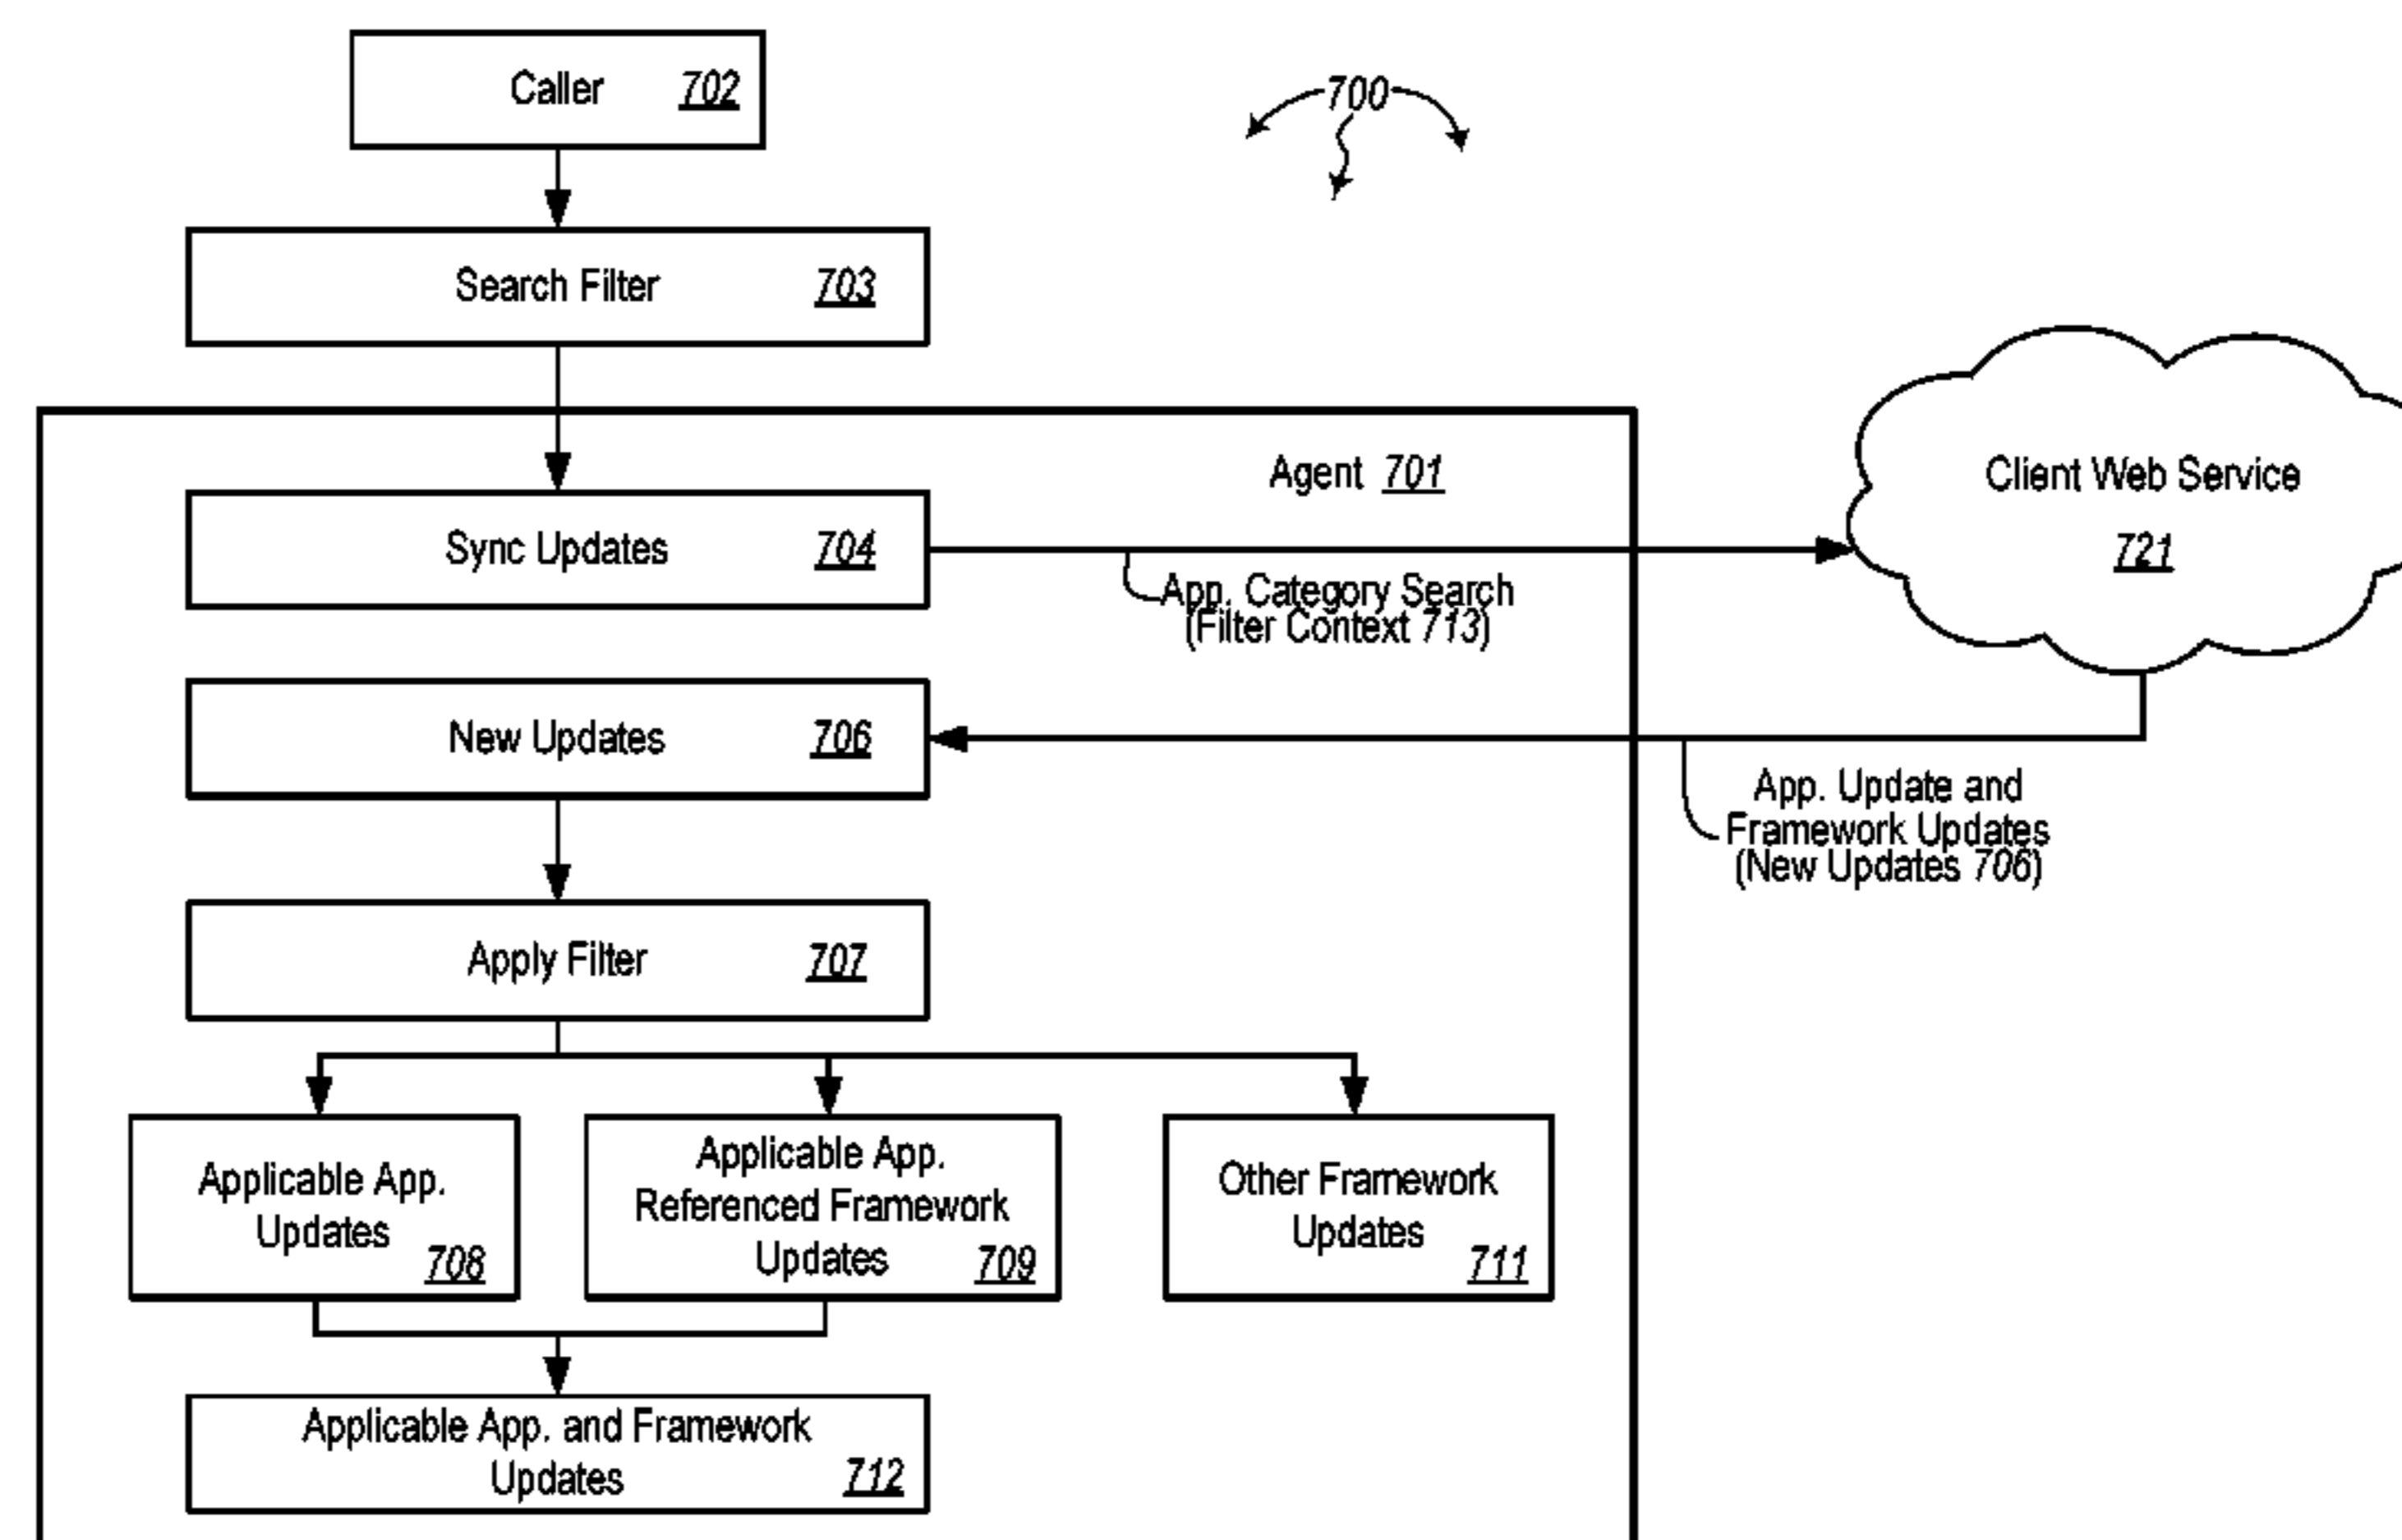 Caller 702
700
Search Filter 703
Agent 701
Client Web Service
721
Sync Updates 704
App. Category Search
(Filter Context 713)
New Updates 706
App. Update and
Framework Updates
(New Updates 706)
Apply Filter 707
Applicable App.
Updates
708
Applicable App.
Referenced Framework
Updates
709
Other Framework
Updates
711
Applicable App. and Framework
Updates
712